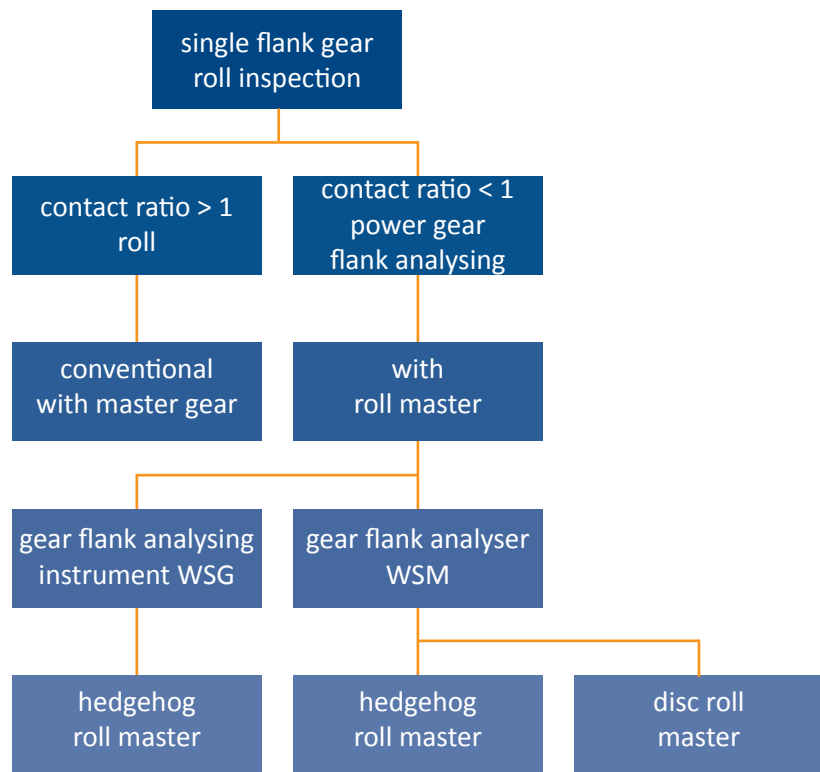 single flank gear
roll inspection
contact ratio > 1
roll
contact ratio < 1
power gear
flank analysing
conventional
with master gear
with
roll master
gear flank analysing
instrument WSG
gear flank analyser
WSM
hedgehog
roll master
hedgehog
roll master
disc roll
master